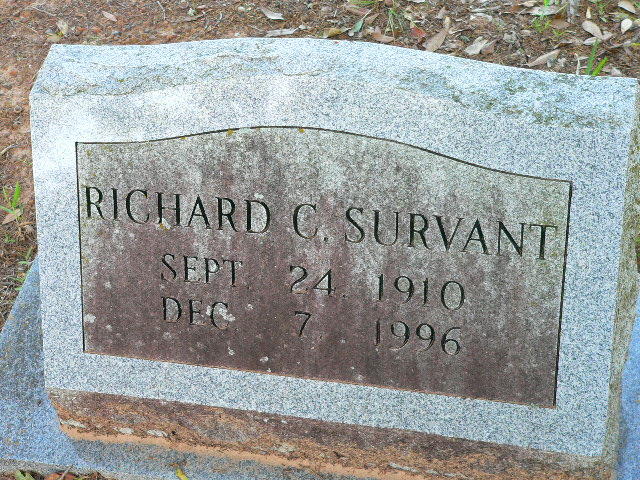 RICHARD C. SURVANT
SEPT. 24. 1910
DEC 7 1996